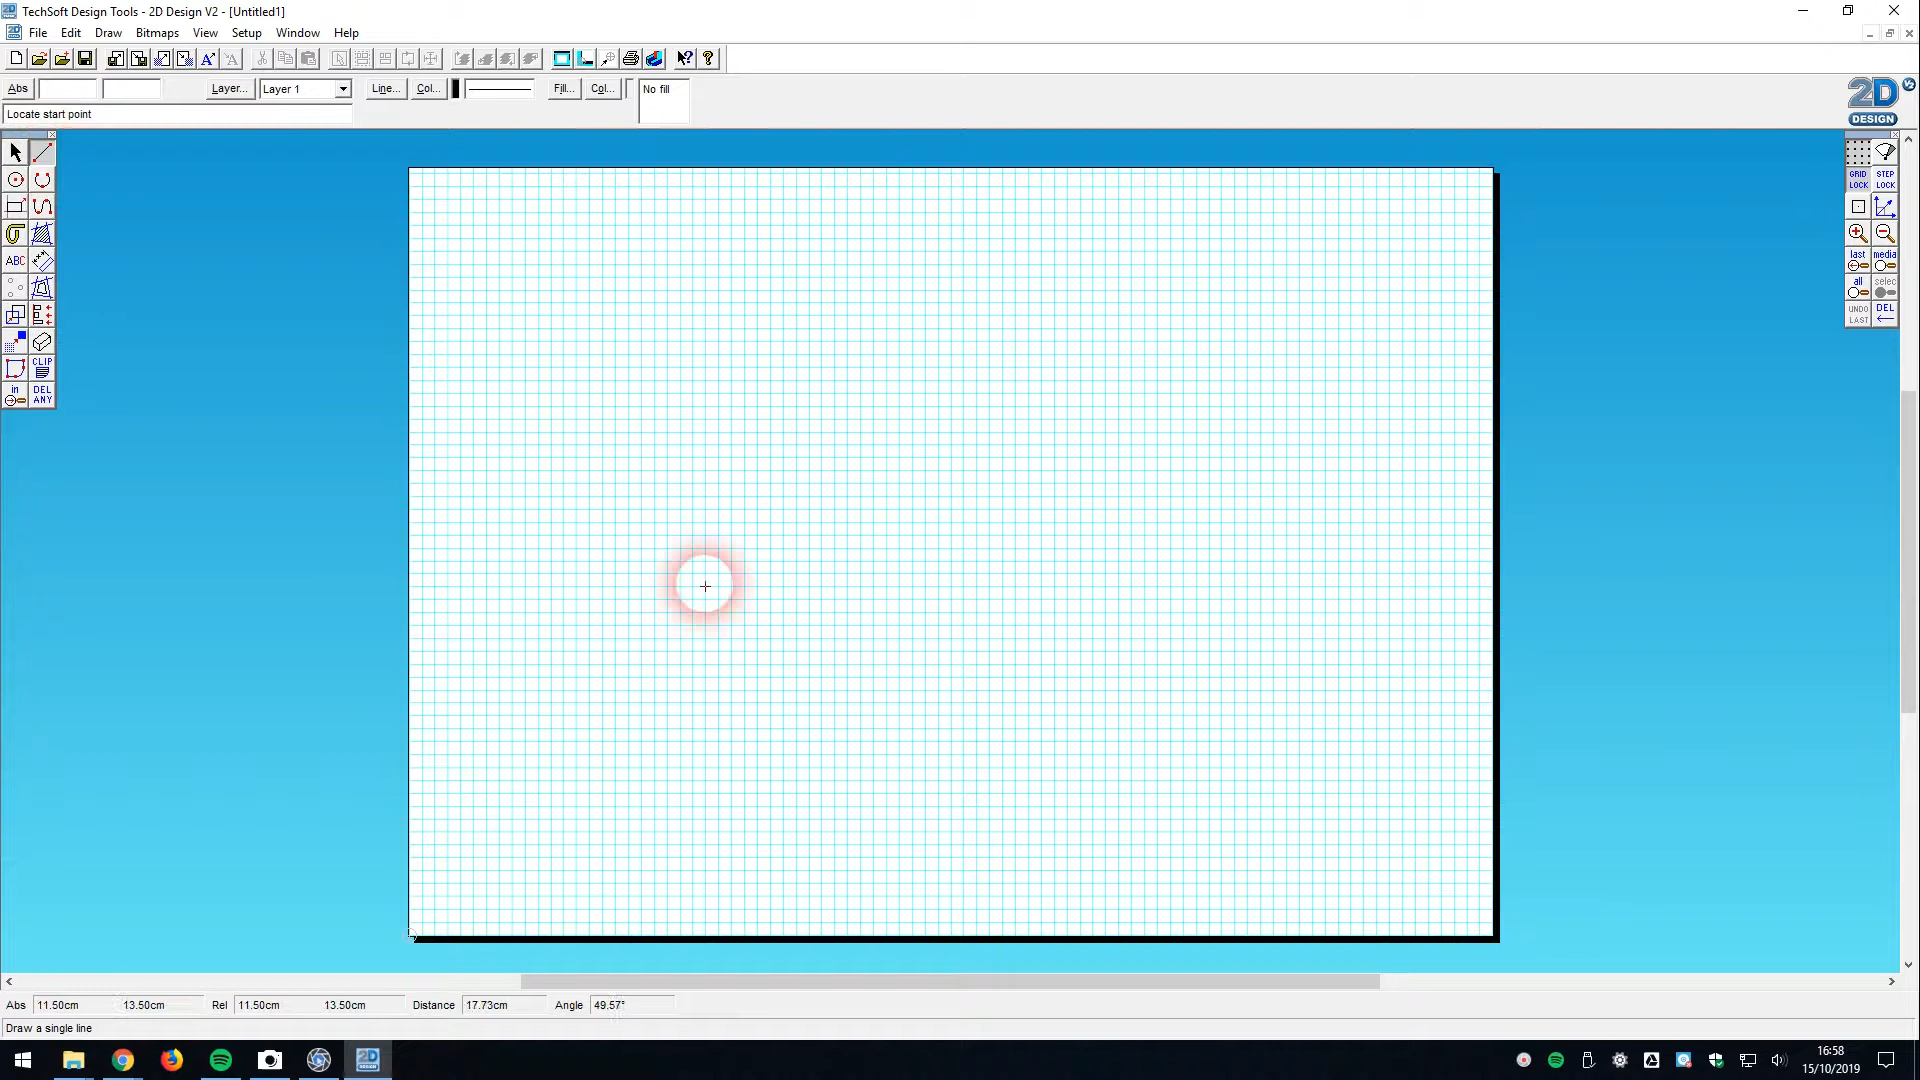 TechSoft Design Tools - 2D Design V2 - [Untitled1]
File Edit Draw Bitmaps View Setup Window Help
Abs Layer... Layer 1 Line... Col... Fill... Col... No fill
Locate start point
2D V2
DESIGN
GRID LOCK STEP LOCK
ABC
last media
all selec
UNDO LAST DEL
CLIP
in DEL ANY
Abs 11.50cm 13.50cm Rel 11.50cm 13.50cm Distance 17.73cm Angle 49.57°
Draw a single line
2D DESIGN
16:58
15/10/2019